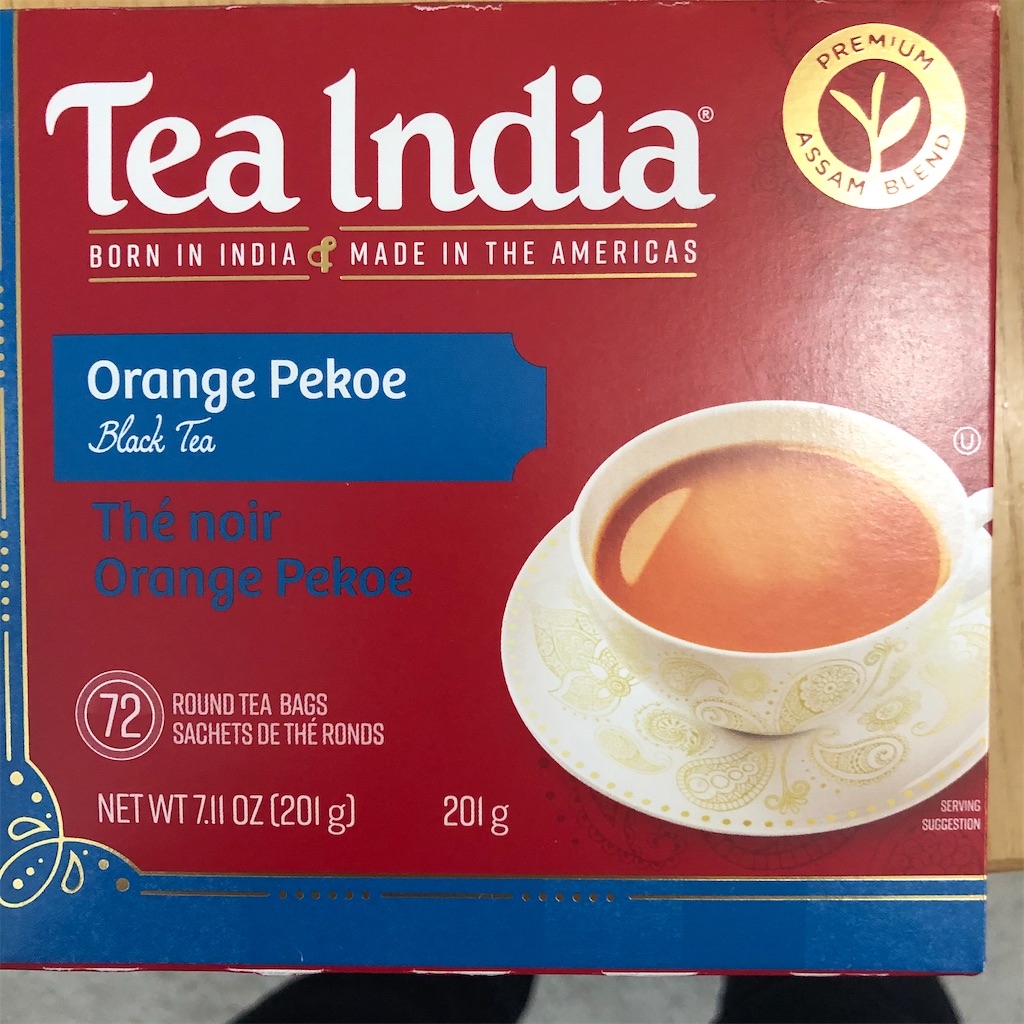 Tea India®
PREMIUM
ASSAM BLEND
BORN IN INDIA & MADE IN THE AMERICAS
Orange Pekoe
Black Tea
U
Thé noir
Orange Pekoe
72
ROUND TEA BAGS
SACHETS DE THÉ RONDS
NET WT 7.11 OZ (201 g)
201 g
SERVING
SUGGESTION